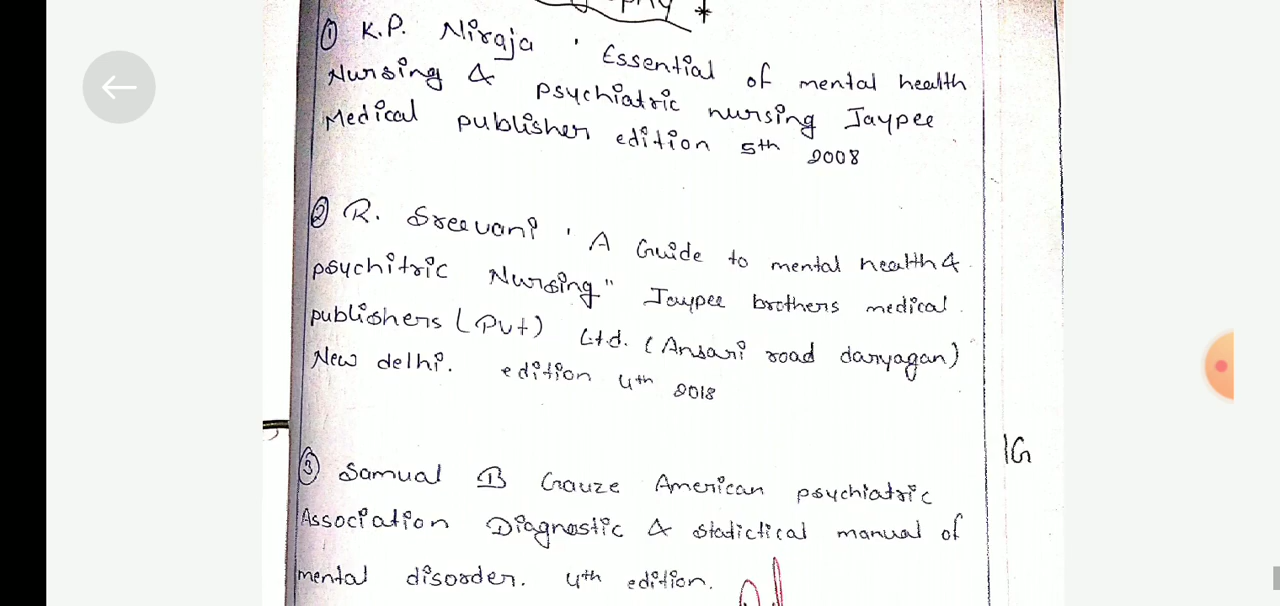 *
① K.P. Niraja ' Essential of mental health
Nursing & psychiatric nursing Jaypee
Medical publisher edition 5th 2008
② R. Sreevani ' A Guide to mental health &
psychitric Nursing" Jaypee brothers medical
publishers (Pvt) Ltd. (Ansari road daryagan)
New delhi. edition 4th 2018
③ Samual B Gauze American psychiatric
Association Diagnostic & statictical manual of
mental disorder. 4th edition.